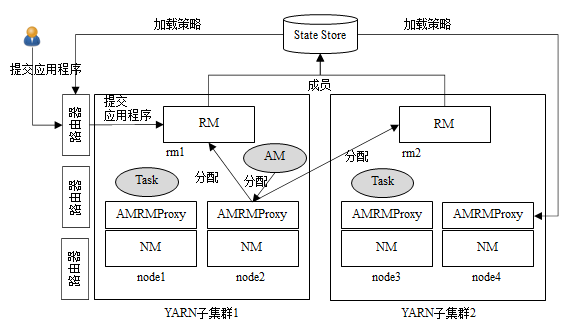 加载策略
加载策略
State Store
提交应用程序
成员
提交
应用程序
路由器
RM
RM
rm1
rm2
AM
分配
分配
分配
Task
Task
路由器
AMRMProxy
AMRMProxy
AMRMProxy
AMRMProxy
路由器
NM
NM
NM
NM
node1
node2
node3
node4
YARN子集群1
YARN子集群2